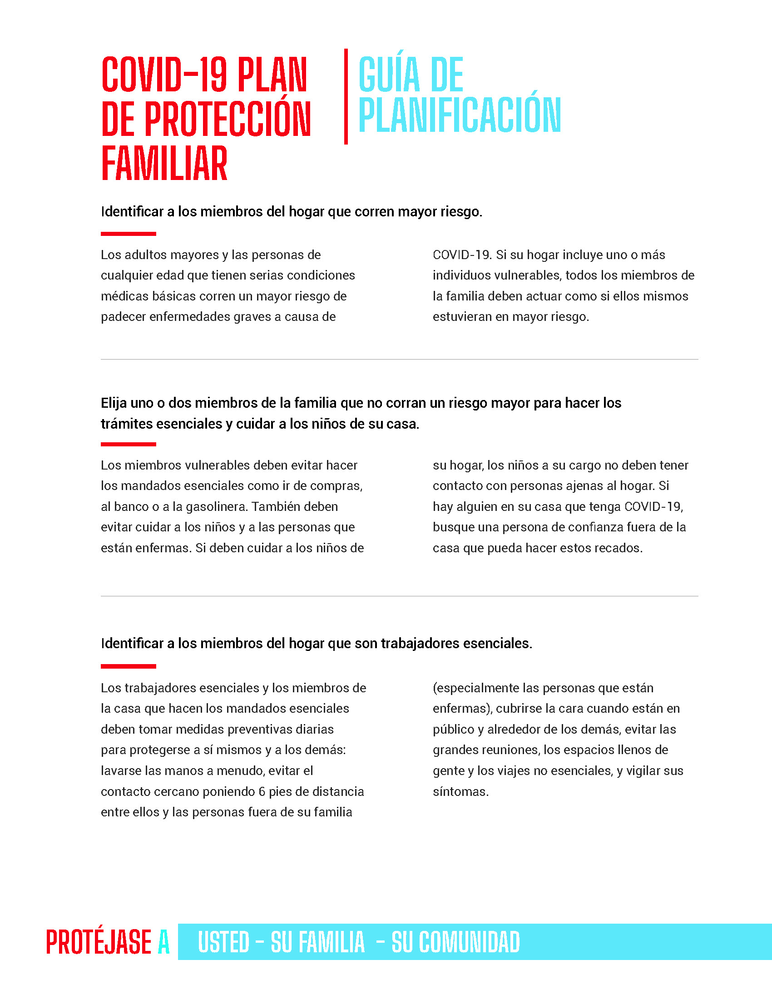 COVID-19 PLAN
DE PROTECCIÓN
FAMILIAR
GUÍA DE
PLANIFICACIÓN
Identificar a los miembros del hogar que corren mayor riesgo.
Los adultos mayores y las personas de
cualquier edad que tienen serias condiciones
médicas básicas corren un mayor riesgo de
padecer enfermedades graves a causa de
COVID-19. Si su hogar incluye uno o más
individuos vulnerables, todos los miembros de
la familia deben actuar como si ellos mismos
estuvieran en mayor riesgo.
Elija uno o dos miembros de la familia que no corran un riesgo mayor para hacer los
trámites esenciales y cuidar a los niños de su casa.
Los miembros vulnerables deben evitar hacer
los mandados esenciales como ir de compras,
al banco o a la gasolinera. También deben
evitar cuidar a los niños y a las personas que
están enfermas. Si deben cuidar a los niños de
su hogar, los niños a su cargo no deben tener
contacto con personas ajenas al hogar. Si
hay alguien en su casa que tenga COVID-19,
busque una persona de confianza fuera de la
casa que pueda hacer estos recados.
Identificar a los miembros del hogar que son trabajadores esenciales.
Los trabajadores esenciales y los miembros de
la casa que hacen los mandados esenciales
deben tomar medidas preventivas diarias
para protegerse a sí mismos y a los demás:
lavarse las manos a menudo, evitar el
contacto cercano poniendo 6 pies de distancia
entre ellos y las personas fuera de su familia
(especialmente las personas que están
enfermas), cubrirse la cara cuando están en
público y alrededor de los demás, evitar las
grandes reuniones, los espacios llenos de
gente y los viajes no esenciales, y vigilar sus
síntomas.
PROTÉJASE A USTED - SU FAMILIA - SU COMUNIDAD